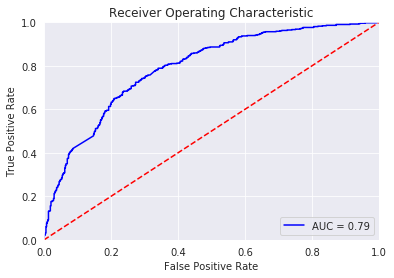 Receiver Operating Characteristic
1.0
0.8
0.6
0.4
0.2
0.0
True Positive Rate
0.0 0.2 0.4 0.6 0.8 1.0
False Positive Rate
AUC = 0.79